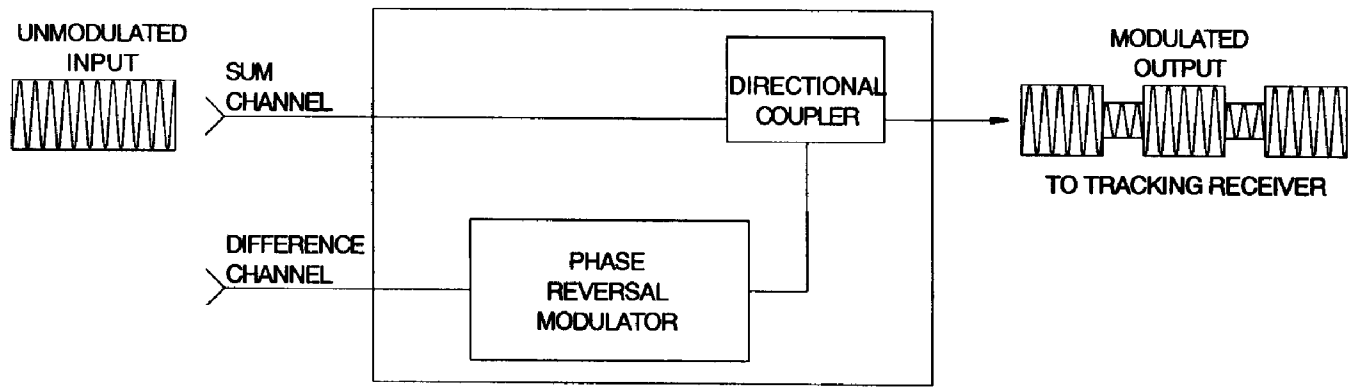 UNMODULATED
INPUT
SUM
CHANNEL
DIRECTIONAL
COUPLER
MODULATED
OUTPUT
TO TRACKING RECEIVER
DIFFERENCE
CHANNEL
PHASE
REVERSAL
MODULATOR